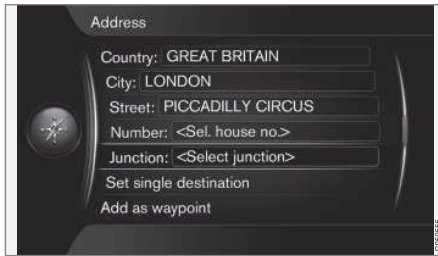 Address
Country: GREAT BRITAIN
City: LONDON
Street: PICCADILLY CIRCUS
Number: <Sel. house no.>
Junction: <Select junction>
Set single destination
Add as waypoint